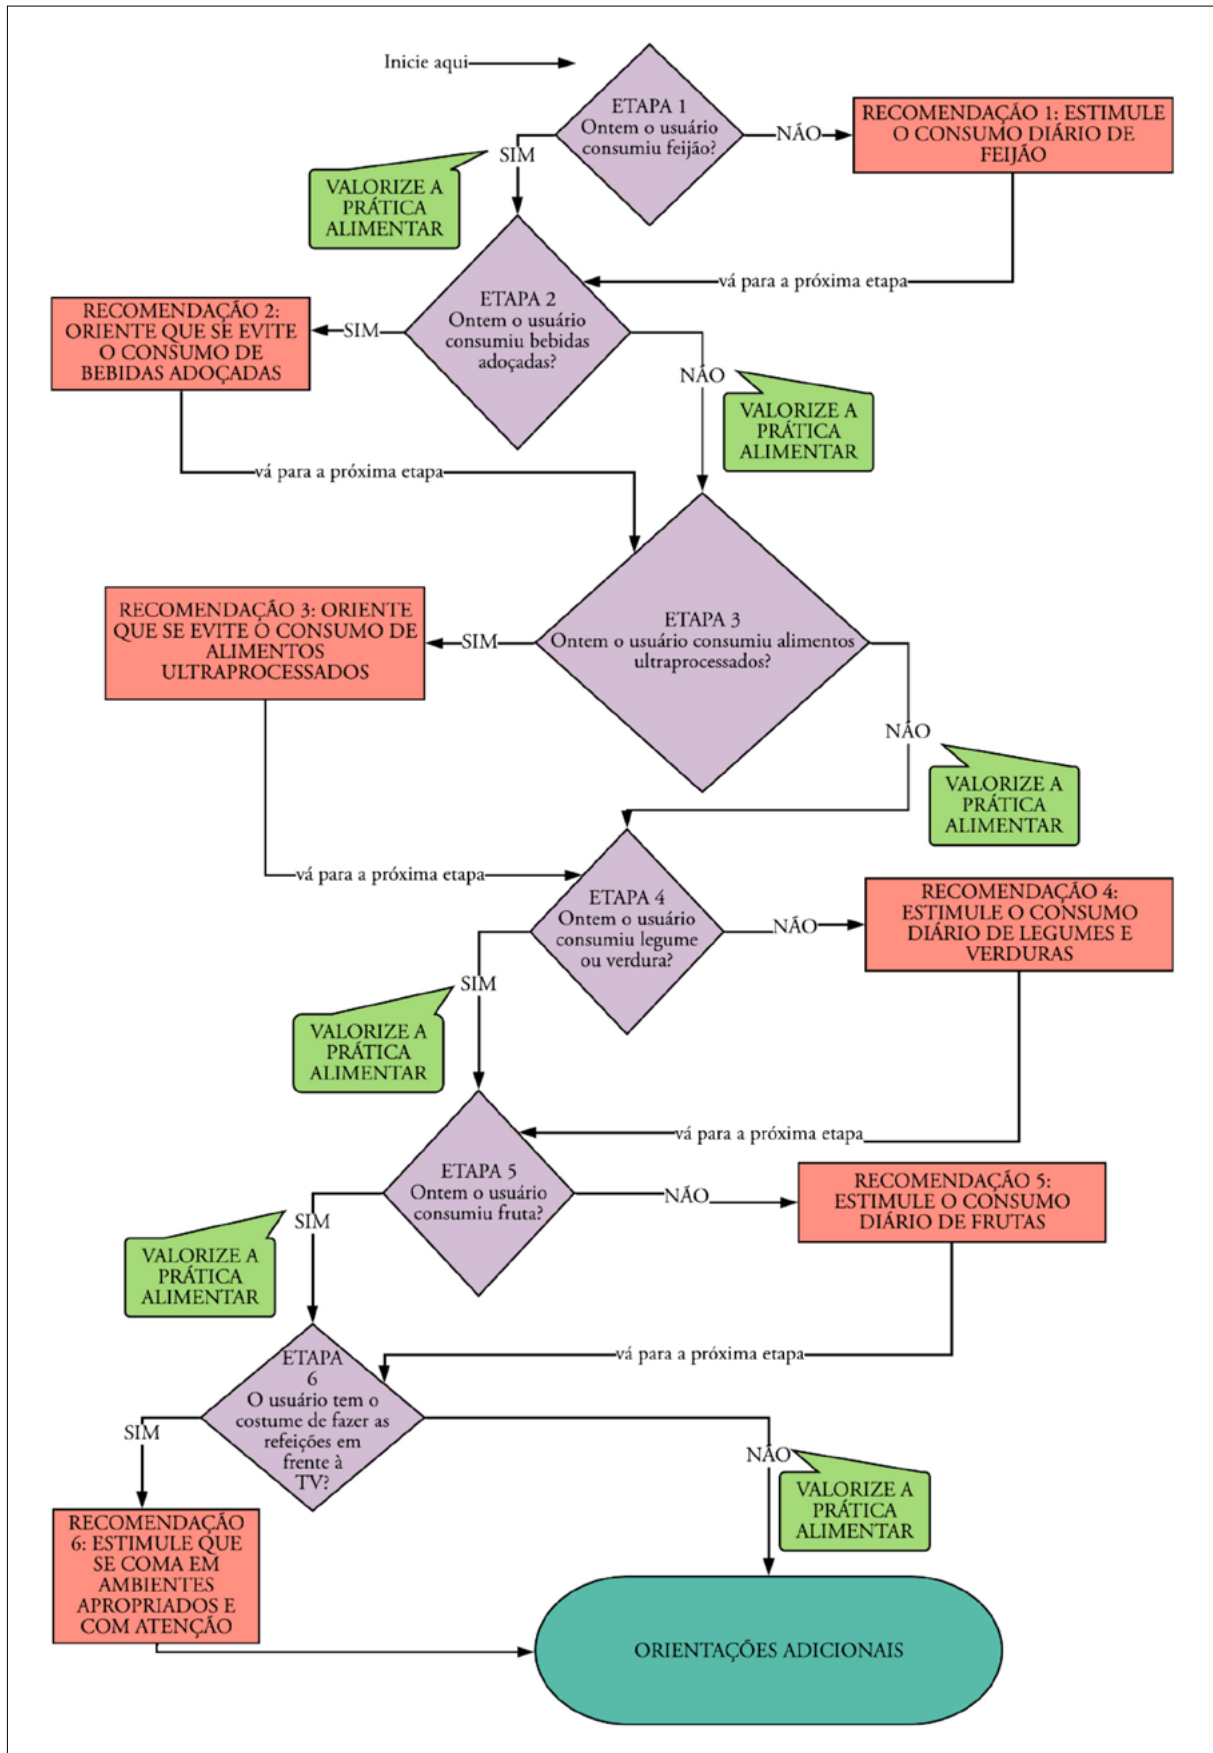 Inicie aqui
ETAPA 1
Ontem o usuário
consumiu feijão?
NÃO
RECOMENDAÇÃO 1: ESTIMULE
O CONSUMO DIÁRIO DE
FEIJÃO
SIM
VALORIZE A
PRÁTICA
ALIMENTAR
vá para a próxima etapa
ETAPA 2
Ontem o usuário
consumiu bebidas
adoçadas?
SIM
RECOMENDAÇÃO 2:
ORIENTE QUE SE EVITE
O CONSUMO DE
BEBIDAS ADOÇADAS
NÃO
VALORIZE A
PRÁTICA
ALIMENTAR
vá para a próxima etapa
ETAPA 3
Ontem o usuário consumiu alimentos
ultraprocessados?
SIM
RECOMENDAÇÃO 3: ORIENTE
QUE SE EVITE O CONSUMO DE
ALIMENTOS
ULTRAPROCESSADOS
NÃO
VALORIZE A
PRÁTICA
ALIMENTAR
vá para a próxima etapa
ETAPA 4
Ontem o usuário
consumiu legume
ou verdura?
NÃO
RECOMENDAÇÃO 4:
ESTIMULE O CONSUMO
DIÁRIO DE LEGUMES E
VERDURAS
SIM
VALORIZE A
PRÁTICA
ALIMENTAR
vá para a próxima etapa
ETAPA 5
Ontem o usuário
consumiu fruta?
NÃO
RECOMENDAÇÃO 5:
ESTIMULE O CONSUMO
DIÁRIO DE FRUTAS
SIM
VALORIZE A
PRÁTICA
ALIMENTAR
vá para a próxima etapa
ETAPA
6
O usuário tem o
costume de fazer as
refeições em
frente à
TV?
SIM
RECOMENDAÇÃO
6: ESTIMULE QUE
SE COMA EM
AMBIENTES
APROPRIADOS E
COM ATENÇÃO
NÃO
VALORIZE A
PRÁTICA
ALIMENTAR
ORIENTAÇÕES ADICIONAIS